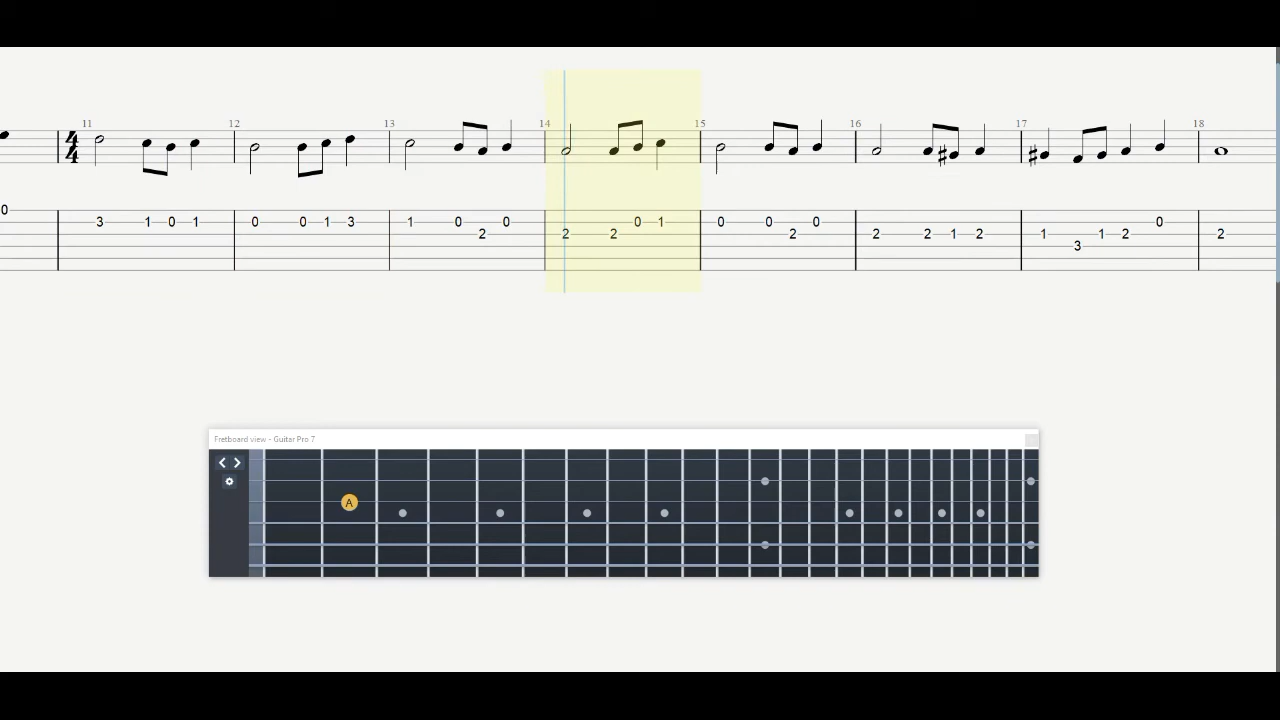 11 12 13 14 15 16 17 18
4
4
0
3 1 0 1 0 0 1 3 1 0 0 0 1 0 0 0 0
2 2 2 2 2 2 1 2 1 1 2 2
3
Fretboard view - Guitar Pro 7
A